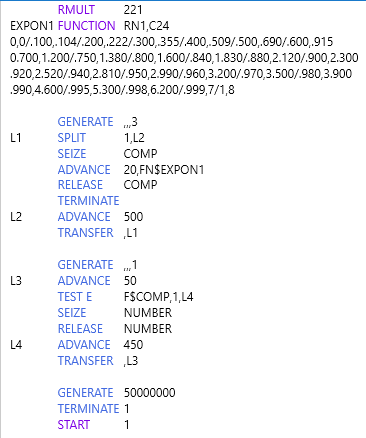 RMULT 221
EXPON1 FUNCTION RN1,C24
0,0/.100,.104/.200,.222/.300,.355/.400,.509/.500,.690/.600,.915
0.700,1.200/.750,1.380/.800,1.600/.840,1.830/.880,2.120/.900,2.300
.920,2.520/.940,2.810/.950,2.990/.960,3.200/.970,3.500/.980,3.900
.990,4.600/.995,5.300/.998,6.200/.999,7/1,8
GENERATE ,,,3
L1 SPLIT 1,L2
SEIZE COMP
ADVANCE 20,FN$EXPON1
RELEASE COMP
TERMINATE
L2 ADVANCE 500
TRANSFER ,L1
GENERATE ,,,1
L3 ADVANCE 50
TEST E F$COMP,1,L4
SEIZE NUMBER
RELEASE NUMBER
L4 ADVANCE 450
TRANSFER ,L3
GENERATE 50000000
TERMINATE 1
START 1